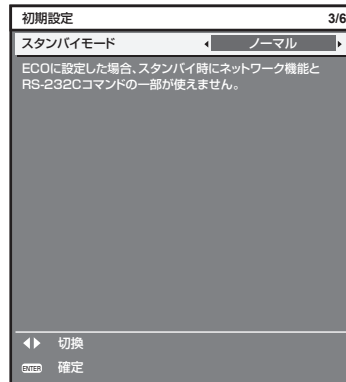 初期設定 3/6
スタンバイモード ノーマル
ECOに設定した場合、スタンバイ時にネットワーク機能と
RS-232Cコマンドの一部が使えません。
切換
ENTER 確定